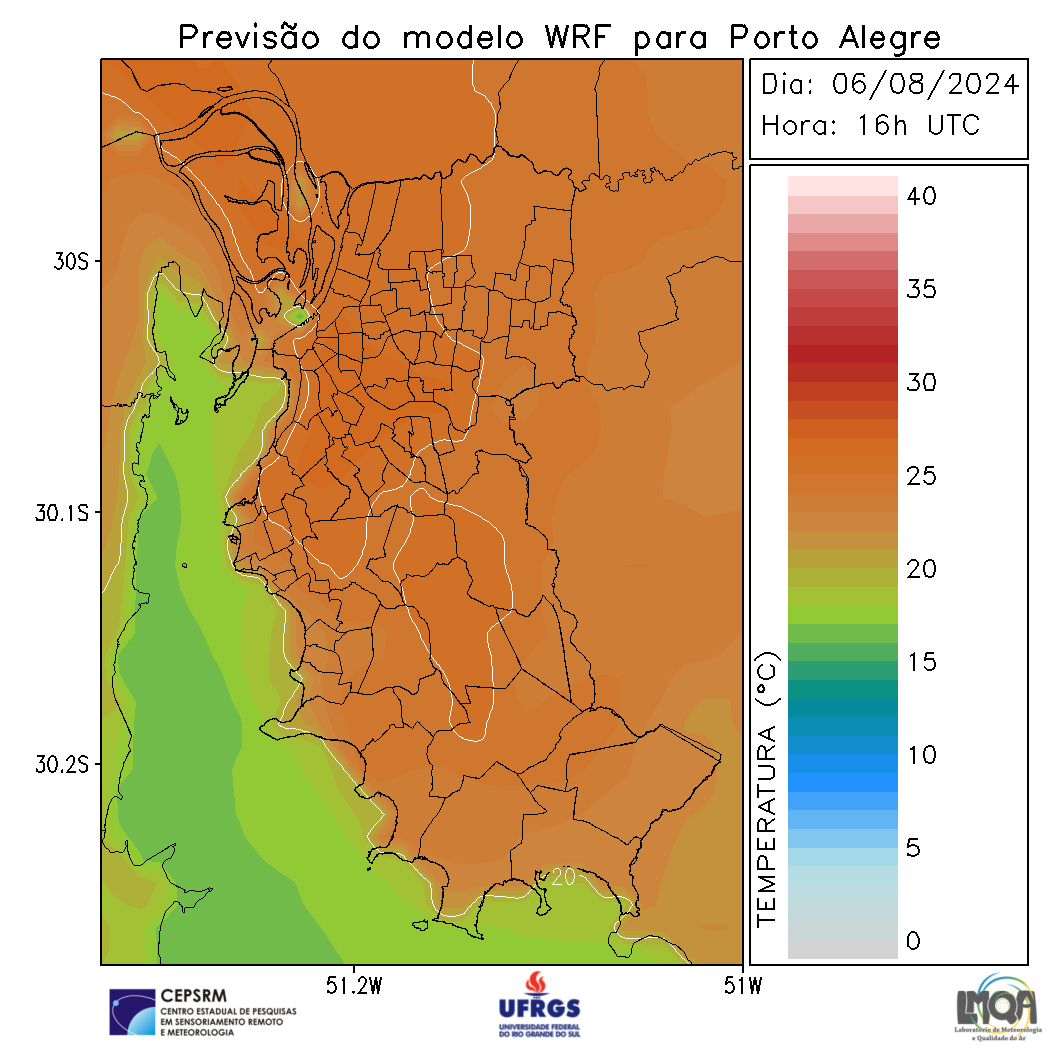 Previsão do modelo WRF para Porto Alegre
Dia: 06/08/2024
Hora: 16h UTC
30S
30.1S
30.2S
51.2W
51W
20
TEMPERATURA (°C)
40
35
30
25
20
15
10
5
0
CEPSRM
CENTRO ESTADUAL DE PESQUISAS
EM SENSORIAMENTO REMOTO
E METEOROLOGIA
UFRGS
UNIVERSIDADE FEDERAL
DO RIO GRANDE DO SUL
LMQA
Laboratório de Meteorologia
e Qualidade do Ar